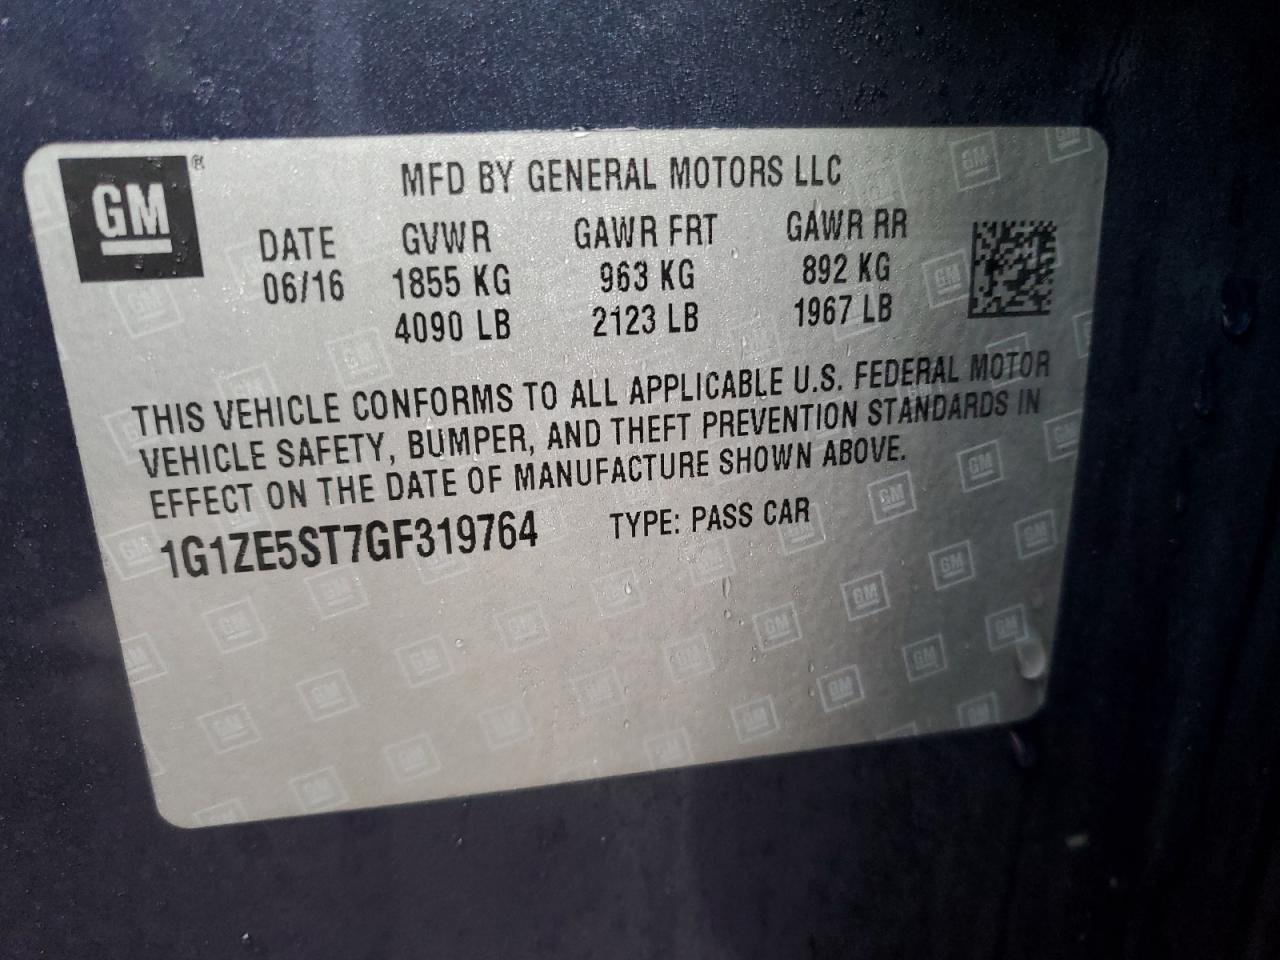 GM ®
MFD BY GENERAL MOTORS LLC
DATE GVWR GAWR FRT GAWR RR
06/16 1855 KG 963 KG 892 KG
4090 LB 2123 LB 1967 LB
THIS VEHICLE CONFORMS TO ALL APPLICABLE U.S. FEDERAL MOTOR
VEHICLE SAFETY, BUMPER, AND THEFT PREVENTION STANDARDS IN
EFFECT ON THE DATE OF MANUFACTURE SHOWN ABOVE.
1G1ZE5ST7GF319764 TYPE: PASS CAR